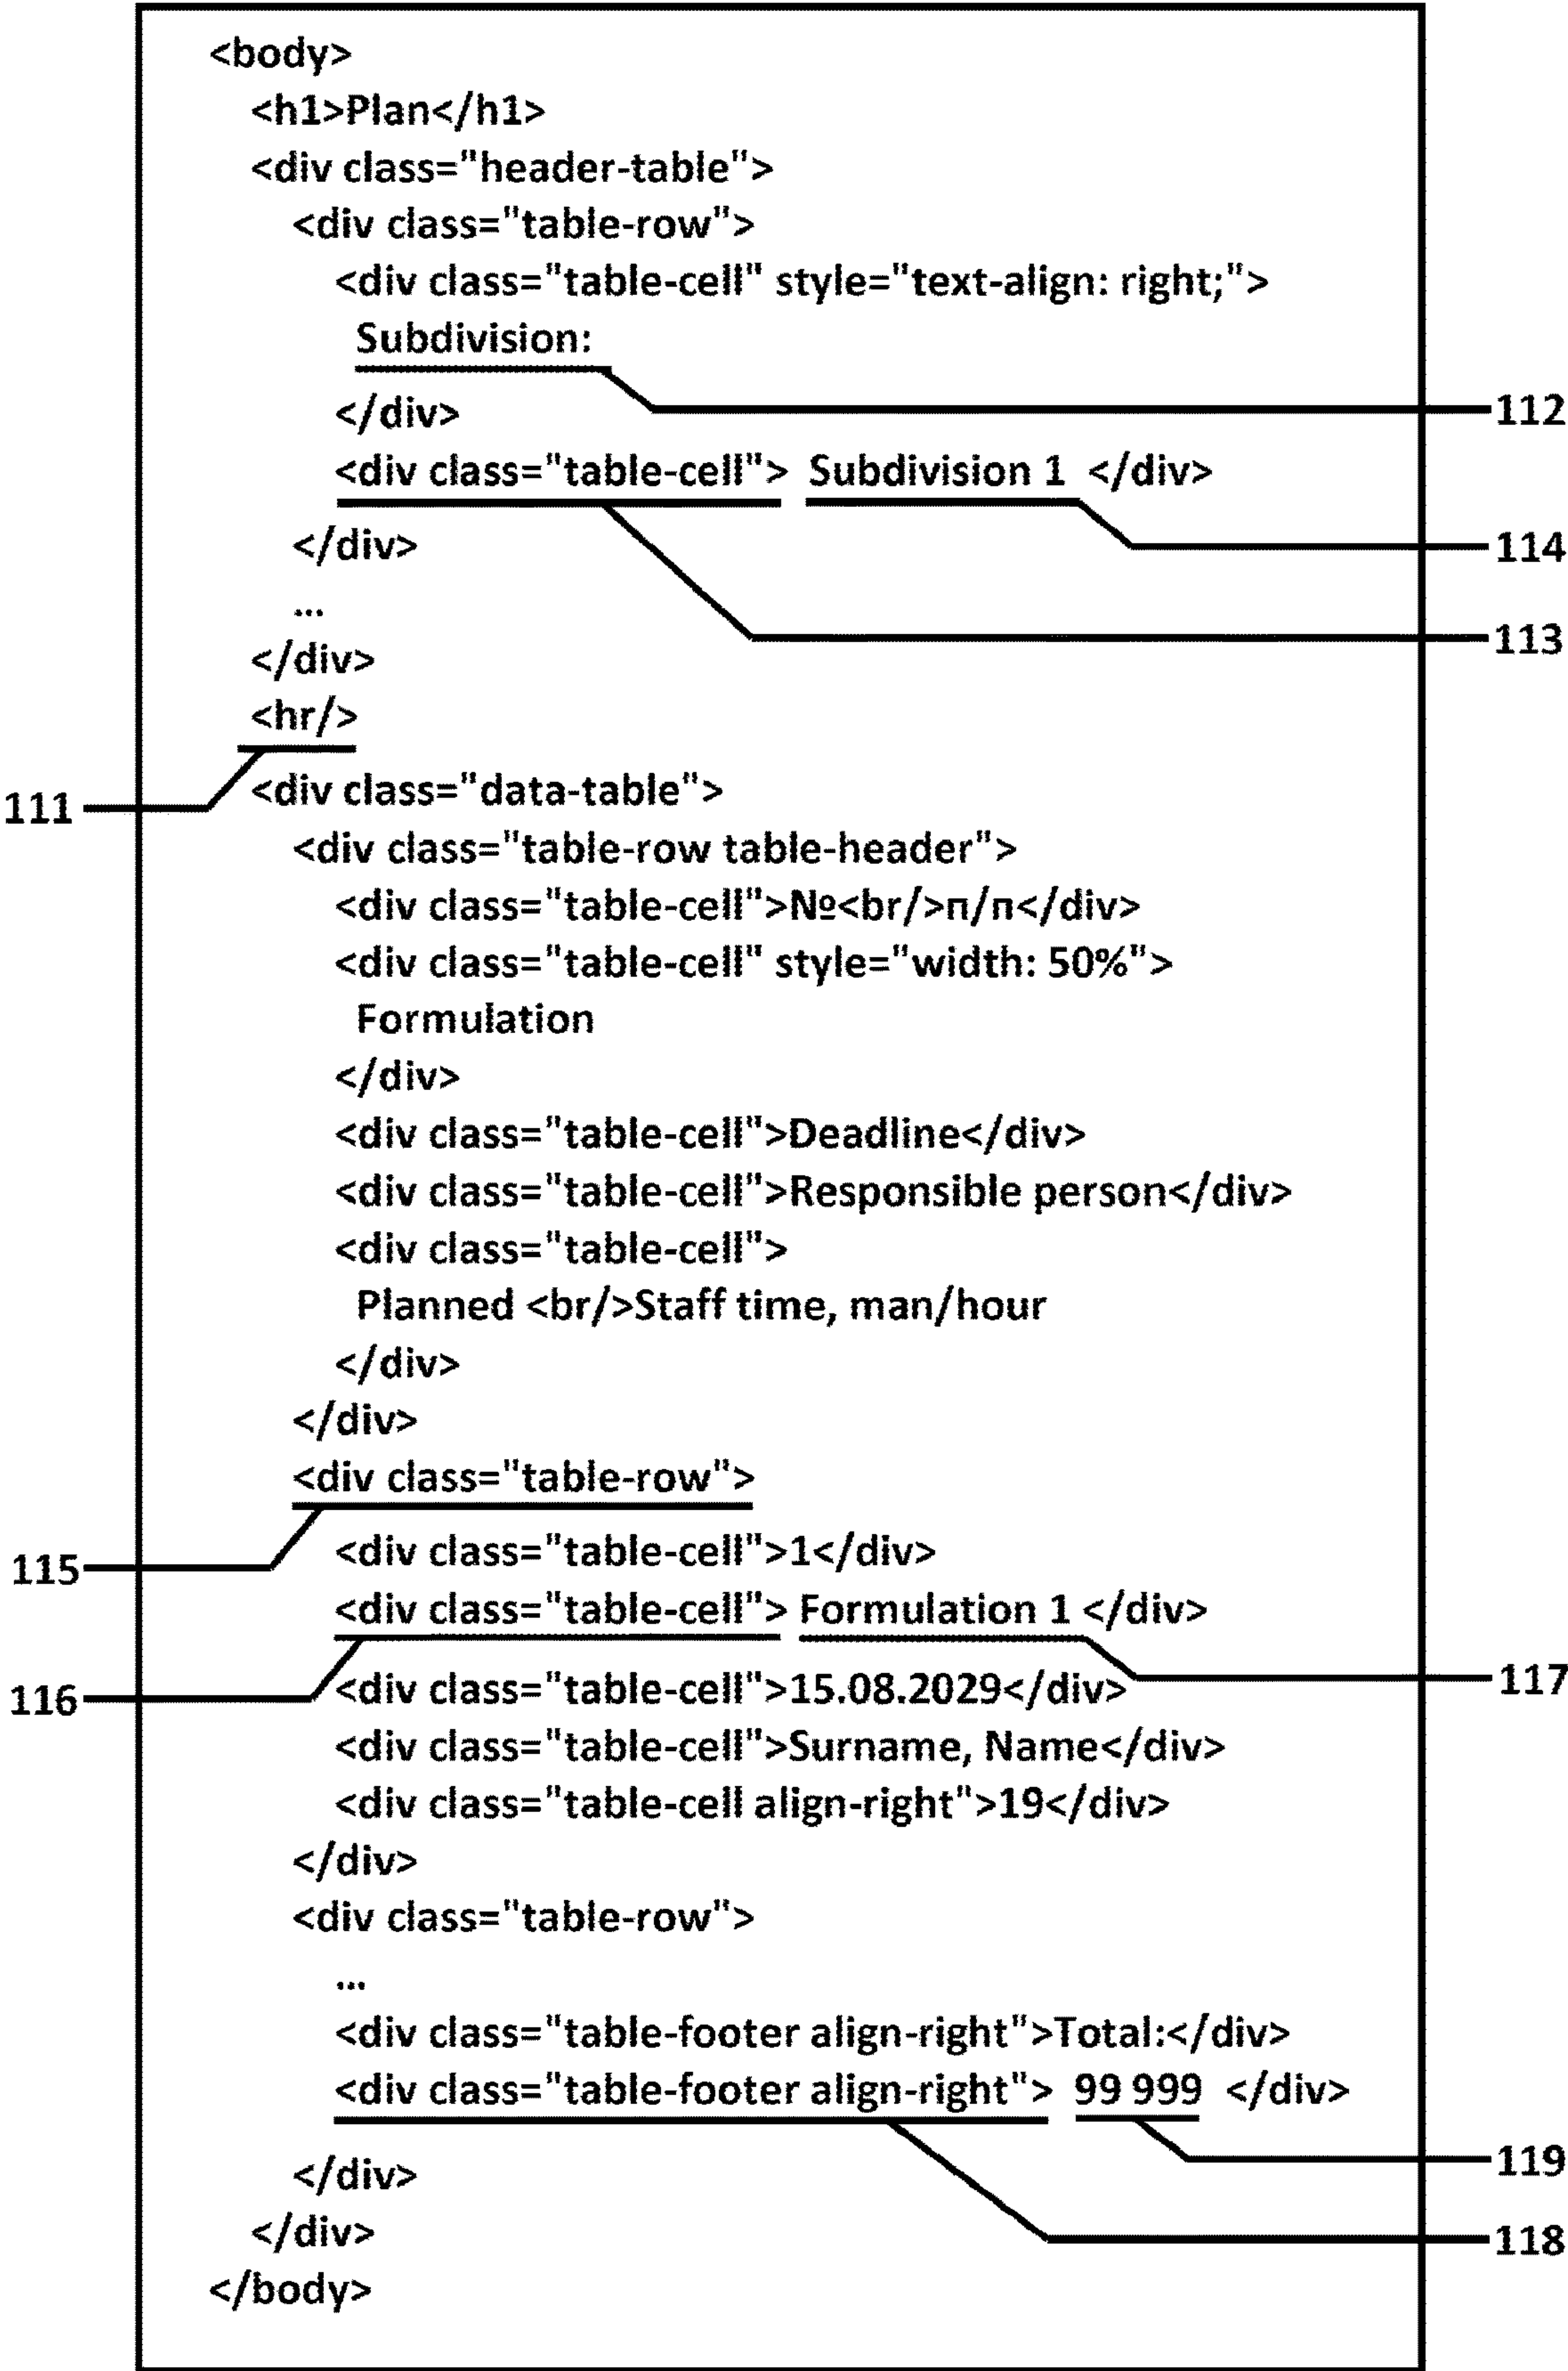 <body>
<h1>Plan</h1>
<div class="header-table">
<div class="table-row">
<div class="table-cell" style="text-align: right;">
Subdivision:
112
</div>
<div class="table-cell"> Subdivision 1 </div>
114
</div>
...
113
</div>
<hr/>
111
<div class="data-table">
<div class="table-row table-header">
<div class="table-cell">№<br/>п/п</div>
<div class="table-cell" style="width: 50%">
Formulation
</div>
<div class="table-cell">Deadline</div>
<div class="table-cell">Responsible person</div>
<div class="table-cell">
Planned <br/>Staff time, man/hour
</div>
</div>
<div class="table-row">
115
<div class="table-cell">1</div>
<div class="table-cell"> Formulation 1 </div>
117
116
<div class="table-cell">15.08.2029</div>
<div class="table-cell">Surname, Name</div>
<div class="table-cell align-right">19</div>
</div>
<div class="table-row">
...
<div class="table-footer align-right">Total:</div>
<div class="table-footer align-right"> 99 999 </div>
119
</div>
118
</div>
</body>